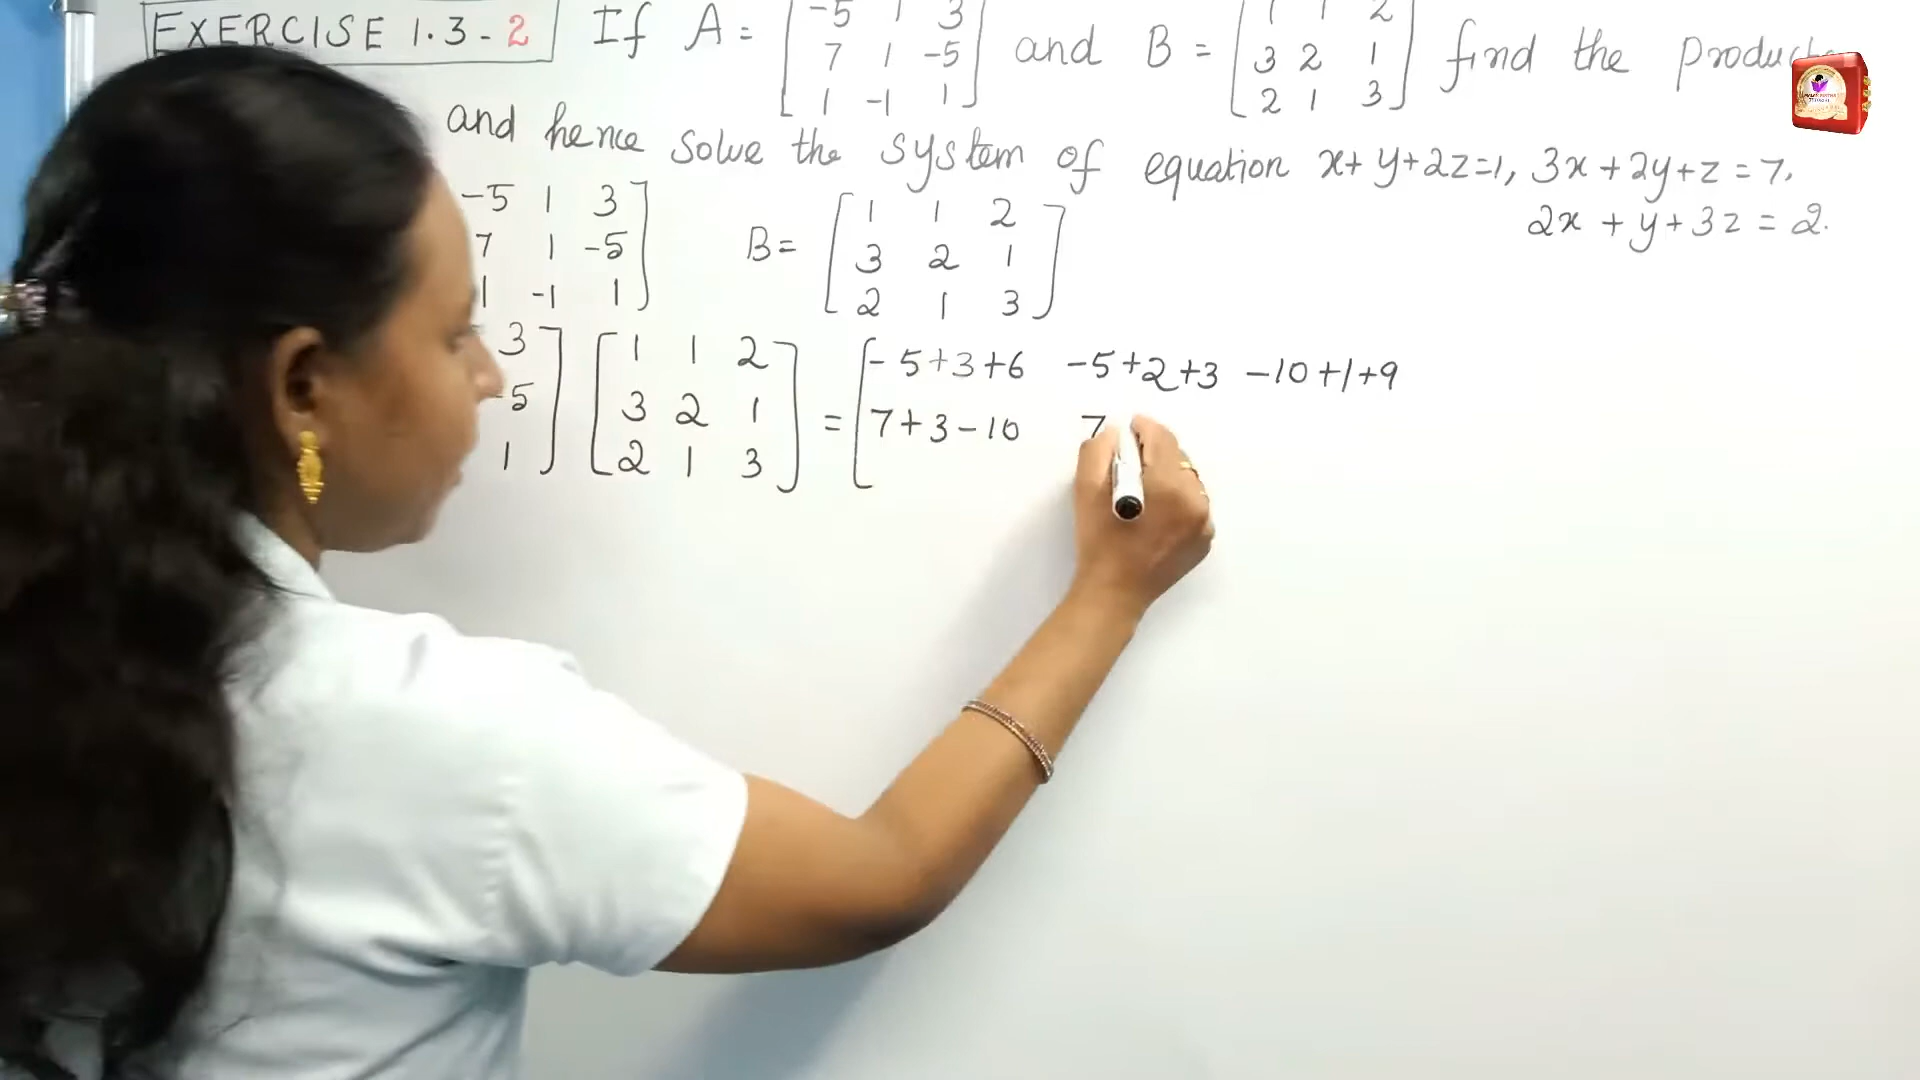 EXERCISE 1.3-2 If A = [-5 1 3 and B = [1 1 2
7 1 -5 3 2 1 find the product
1 -1 1] 2 1 3]
and hence solve the system of equation x+y+2z=1, 3x+2y+z=7,
2x+y+3z=2.
-5 1 3
7 1 -5
1 -1 1]
B= [1 1 2
3 2 1
2 1 3]
3 [1 1 2 [-5+3+6 -5+2+3 -10+1+9
-5 3 2 1 = 7+3-10 7
1] 2 1 3]